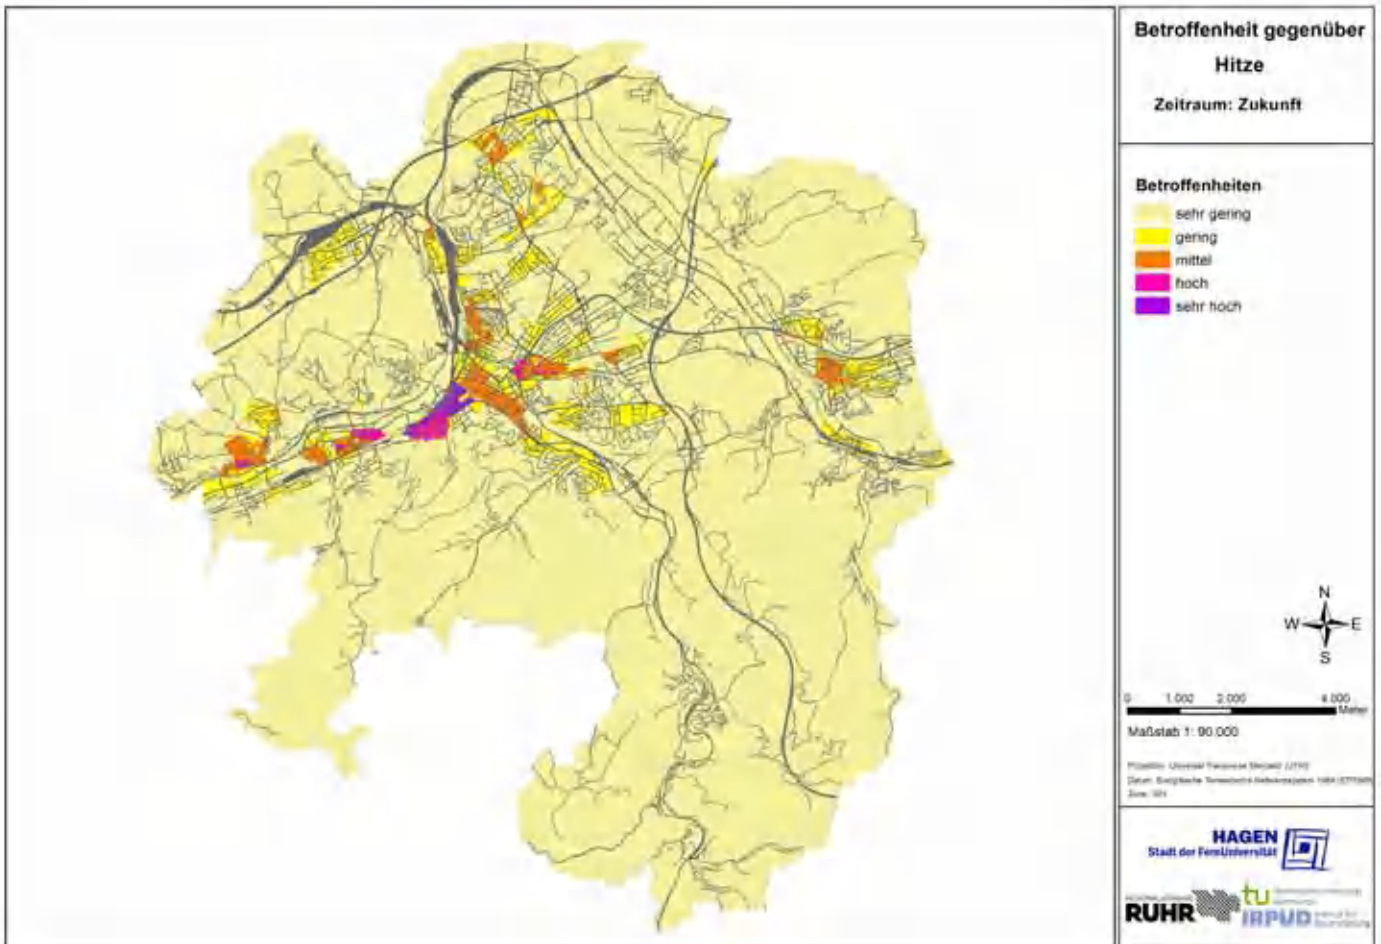 Betroffenheit gegenüber
Hitze
Zeitraum: Zukunft
Betroffenheiten
sehr gering
gering
mittel
hoch
sehr hoch
N
W E
S
0 1.000 2.000 4.000
Meter
Maßstab 1: 90.000
HAGEN
Stadt der FernUniversität
RUHR
tu
IRPUD